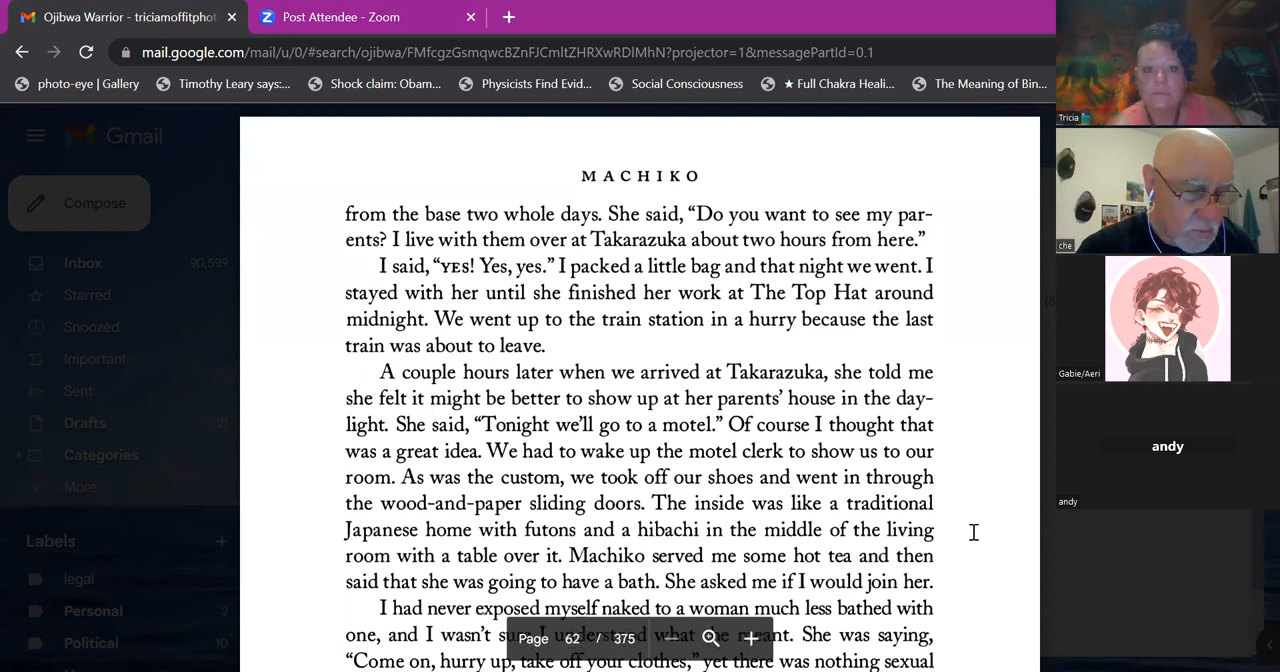 Ojibwa Warrior - triciamoffitphot
Post Attendee - Zoom
mail.google.com/mail/u/0/#search/ojibwa/FMfcgzGsmqwcBZnFJCmltZHRXwRDlMhN?projector=1&messagePartId=0.1
photo-eye | Gallery
Timothy Leary says:...
Shock claim: Obam...
Physicists Find Evid...
Social Consciousness
★ Full Chakra Heali...
The Meaning of Bin...
Gmail
Compose
Inbox 90,599
Starred
Snoozed
Important
Sent
Drafts 21
Categories
More
Labels
legal
Personal 2
Political 10
MACHIKO
from the base two whole days. She said, “Do you want to see my par-
ents? I live with them over at Takarazuka about two hours from here.”
I said, “YES! Yes, yes.” I packed a little bag and that night we went. I
stayed with her until she finished her work at The Top Hat around
midnight. We went up to the train station in a hurry because the last
train was about to leave.
A couple hours later when we arrived at Takarazuka, she told me
she felt it might be better to show up at her parents’ house in the day-
light. She said, “Tonight we’ll go to a motel.” Of course I thought that
was a great idea. We had to wake up the motel clerk to show us to our
room. As was the custom, we took off our shoes and went in through
the wood-and-paper sliding doors. The inside was like a traditional
Japanese home with futons and a hibachi in the middle of the living
room with a table over it. Machiko served me some hot tea and then
said that she was going to have a bath. She asked me if I would join her.
I had never exposed myself naked to a woman much less bathed with
one, and I wasn’t sure I understood what she meant. She was saying,
“Come on, hurry up, take off your clothes,” yet there was nothing sexual
Page 62 / 375
Tricia
che
Gabie/Aeri
andy
andy